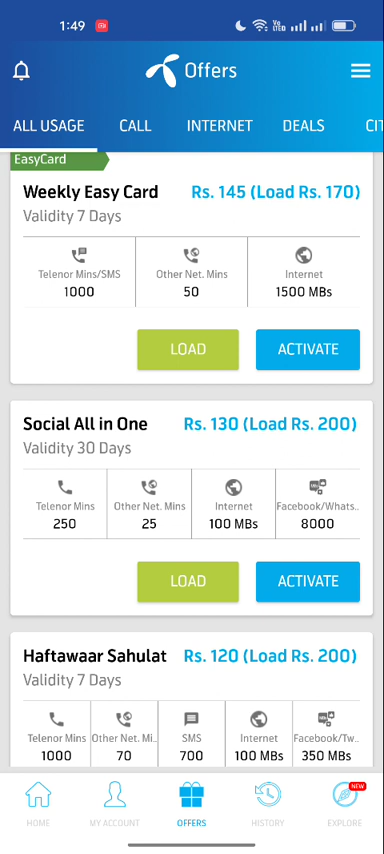 1:49
Vo
LTE
Offers
ALL USAGE CALL INTERNET DEALS CIT
EasyCard
Weekly Easy Card Rs. 145 (Load Rs. 170)
Validity 7 Days
Telenor Mins/SMS Other Net. Mins Internet
1000 50 1500 MBs
LOAD ACTIVATE
Social All in One Rs. 130 (Load Rs. 200)
Validity 30 Days
Telenor Mins Other Net. Mins Internet Facebook/Whats..
250 25 100 MBs 8000
LOAD ACTIVATE
Haftawaar Sahulat Rs. 120 (Load Rs. 200)
Validity 7 Days
Telenor Mins Other Net. Mi.. SMS Internet Facebook/Tw..
1000 70 700 100 MBs 350 MBs
NEW
HOME MY ACCOUNT OFFERS HISTORY EXPLORE